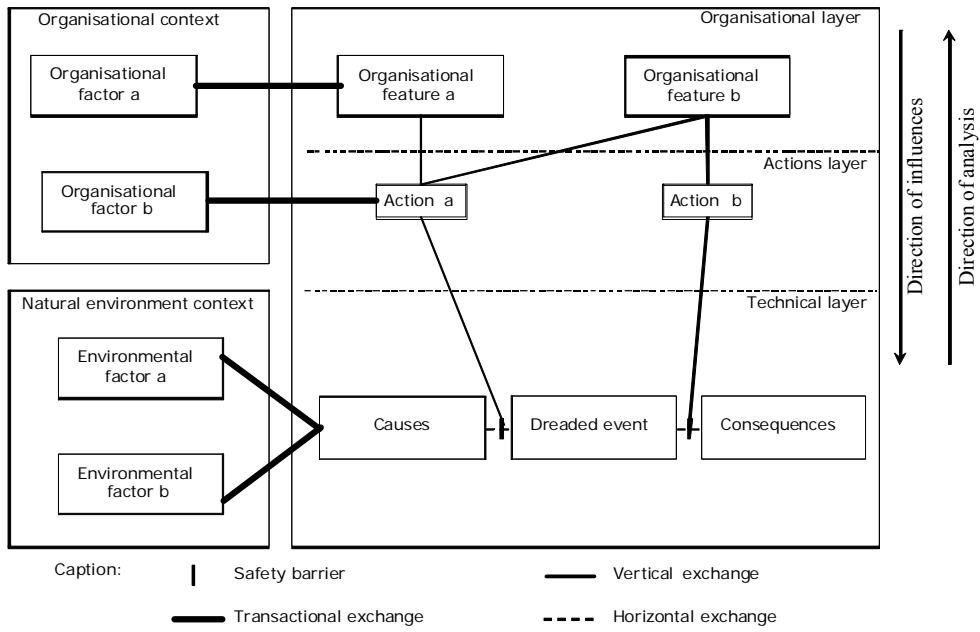 Organisational context
Organisational
factor a
Organisational
factor b
Natural environment context
Environmental
factor a
Environmental
factor b
Organisational layer
Organisational
feature a
Organisational
feature b
Actions layer
Action a
Action b
Technical layer
Causes
Dreaded event
Consequences
Direction of influences
Direction of analysis
Caption:
Safety barrier
Vertical exchange
Transactional exchange
Horizontal exchange